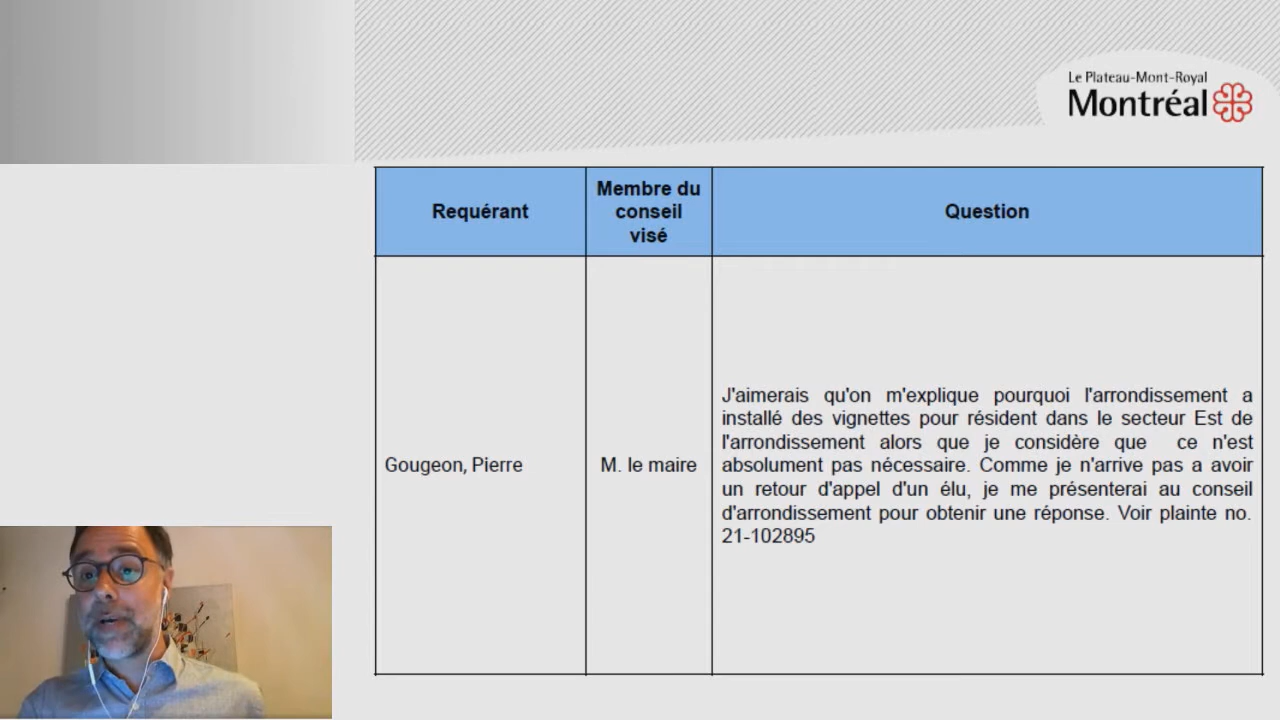 Le Plateau-Mont-Royal
Montréal
Requérant
Membre du
conseil
visé
Question
Gougeon, Pierre
M. le maire
J'aimerais qu'on m'explique pourquoi l'arrondissement a
installé des vignettes pour résident dans le secteur Est de
l'arrondissement alors que je considère que ce n'est
absolument pas nécessaire. Comme je n'arrive pas a avoir
un retour d'appel d'un élu, je me présenterai au conseil
d'arrondissement pour obtenir une réponse. Voir plainte no.
21-102895